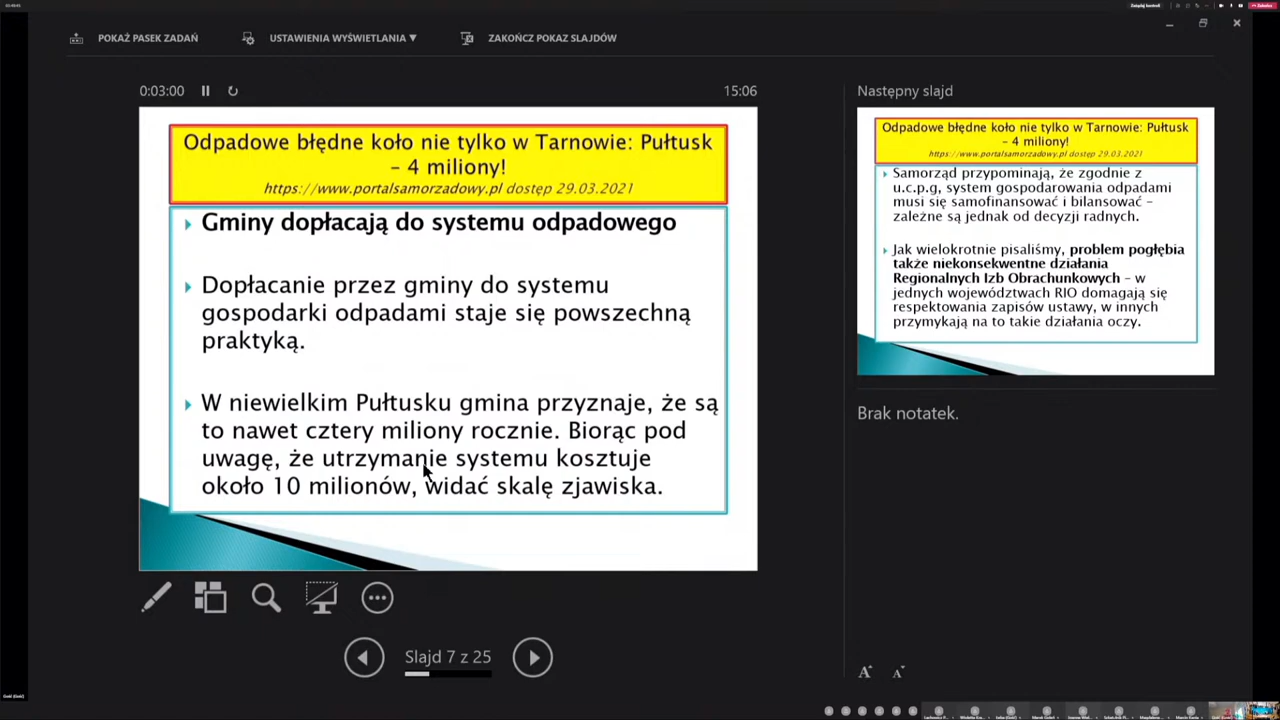 Zarządzaj kontrolą
Zakończ
POKAŻ PASEK ZADAŃ
USTAWIENIA WYŚWIETLANIA ▼
ZAKOŃCZ POKAZ SLAJDÓW
0:03:00
15:06
Odpadowe błędne koło nie tylko w Tarnowie: Pułtusk
– 4 miliony!
https://www.portalsamorzadowy.pl dostęp 29.03.2021
Gminy dopłacają do systemu odpadowego
Dopłacanie przez gminy do systemu
gospodarki odpadami staje się powszechną
praktyką.
W niewielkim Pułtusku gmina przyznaje, że są
to nawet cztery miliony rocznie. Biorąc pod
uwagę, że utrzymanie systemu kosztuje
około 10 milionów, widać skalę zjawiska.
Slajd 7 z 25
Następny slajd
Odpadowe błędne koło nie tylko w Tarnowie: Pułtusk
– 4 miliony!
https://www.portalsamorzadowy.pl dostęp 29.03.2021
Samorząd przypominają, że zgodnie z
u.c.p.g, system gospodarowania odpadami
musi się samofinansować i bilansować –
zależne są jednak od decyzji radnych.
Jak wielokrotnie pisaliśmy, problem pogłębia
także niekonsekwentne działania
Regionalnych Izb Obrachunkowych – w
jednych województwach RIO domagają się
respektowania zapisów ustawy, w innych
przymykają na to takie działania oczy.
Brak notatek.
A A